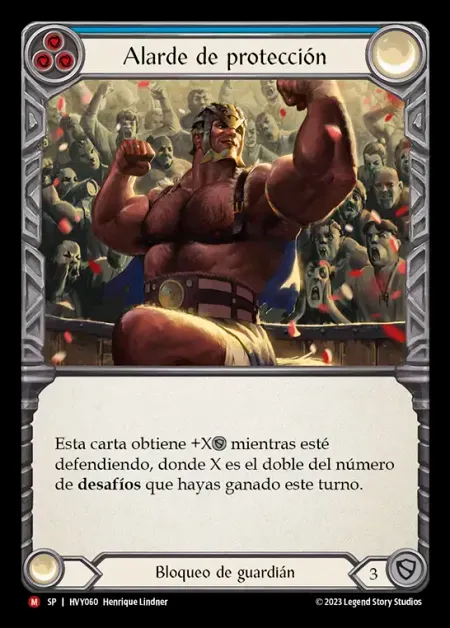 Alarde de protección
Esta carta obtiene +X mientras esté
defendiendo, donde X es el doble del número
de desafíos que hayas ganado este turno.
Bloqueo de guardián
3
M SP | HVY060 Henrique Lindner
© 2023 Legend Story Studios